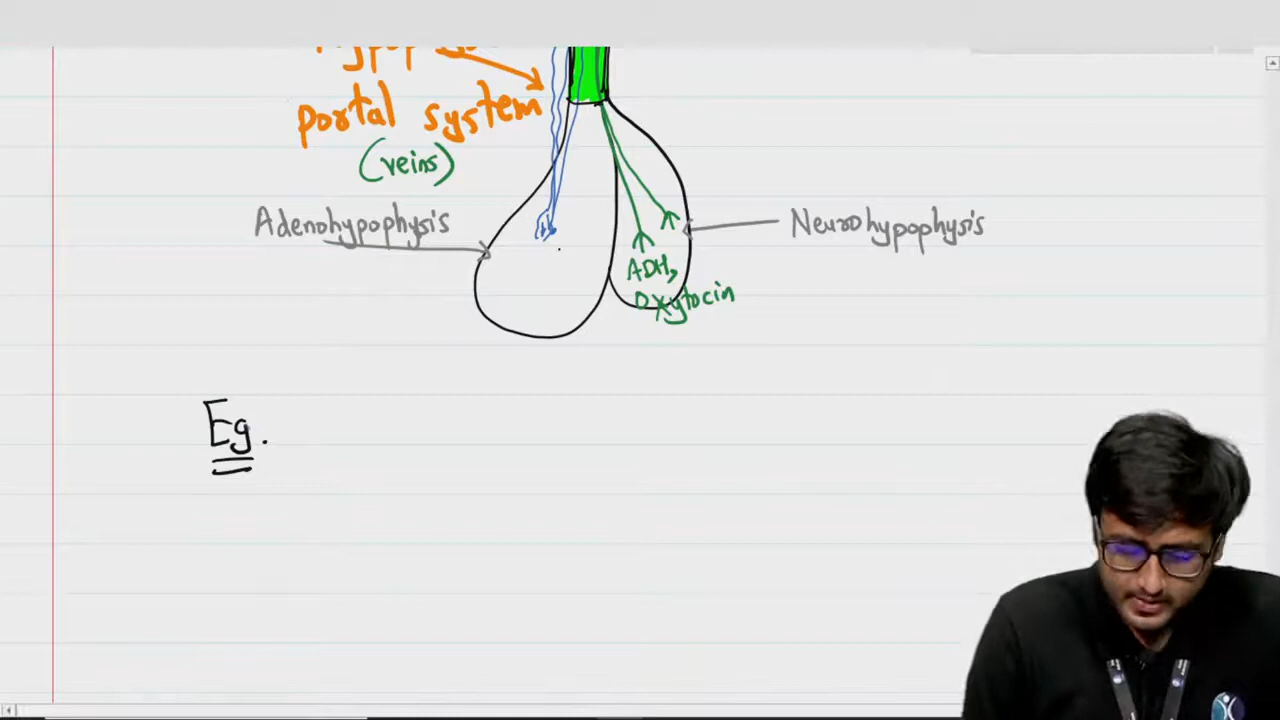 portal system
(veins)
Adenohypophysis
Neurohypophysis
ADH,
Oxytocin
Eg.